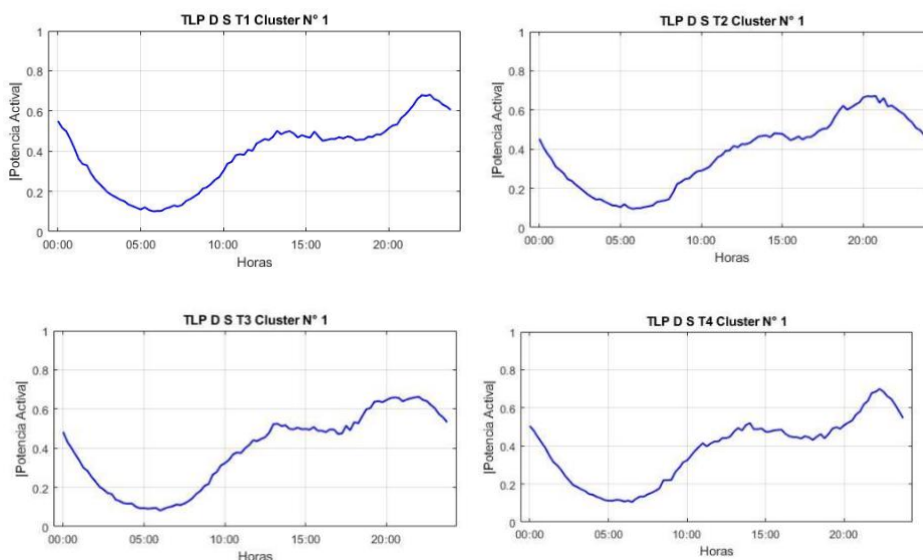 TLP D S T1 Cluster N° 1
1
0.8
0.6
0.4
0.2
0
|Potencia Activa|
00:00 05:00 10:00 15:00 20:00
Horas
TLP D S T2 Cluster N° 1
1
0.8
0.6
0.4
0.2
0
|Potencia Activa|
00:00 05:00 10:00 15:00 20:00
Horas
TLP D S T3 Cluster N° 1
1
0.8
0.6
0.4
0.2
0
|Potencia Activa|
00:00 05:00 10:00 15:00 20:00
Horas
TLP D S T4 Cluster N° 1
1
0.8
0.6
0.4
0.2
0
|Potencia Activa|
00:00 05:00 10:00 15:00 20:00
Horas